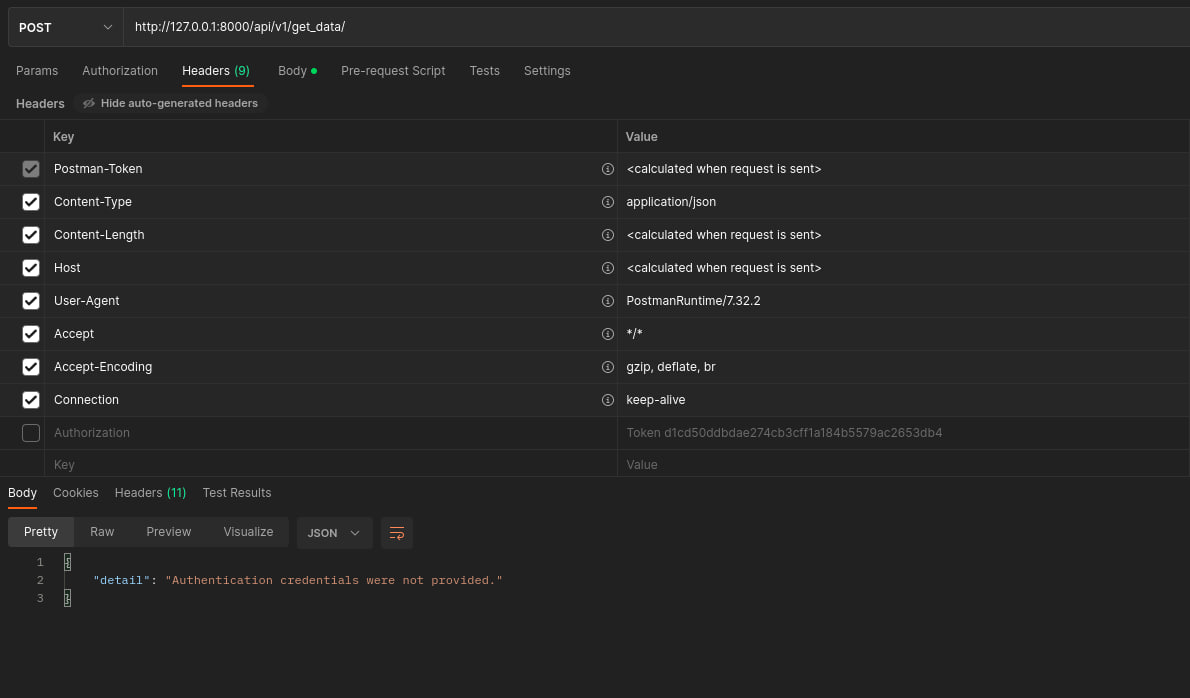 POST http://127.0.0.1:8000/api/v1/get_data/
Params Authorization Headers (9) Body Pre-request Script Tests Settings
Headers Hide auto-generated headers
Key Value
Postman-Token <calculated when request is sent>
Content-Type application/json
Content-Length <calculated when request is sent>
Host <calculated when request is sent>
User-Agent PostmanRuntime/7.32.2
Accept */*
Accept-Encoding gzip, deflate, br
Connection keep-alive
Authorization Token d1cd50ddbdae274cb3cff1a184b5579ac2653db4
Key Value
Body Cookies Headers (11) Test Results
Pretty Raw Preview Visualize JSON
1 {
2 "detail": "Authentication credentials were not provided."
3 }